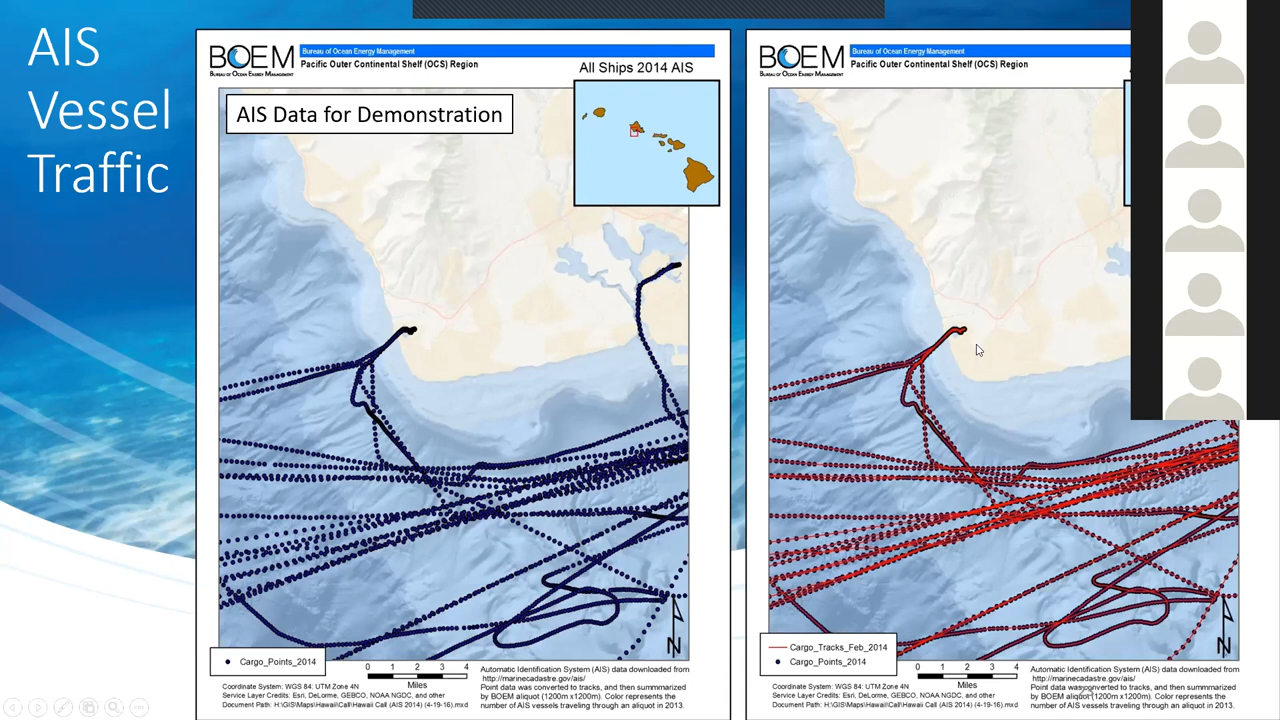 AIS
Vessel
Traffic
BOEM
Bureau of Ocean Energy Management
Bureau of Ocean Energy Management
Pacific Outer Continental Shelf (OCS) Region
All Ships 2014 AIS
AIS Data for Demonstration
Cargo_Points_2014
0 1 2 3 4
Miles
N
Coordinate System: WGS 84: UTM Zone 4N
Service Layer Credits: Esri, DeLorme, GEBCO, NOAA NGDC, and other
Document Path: H:\GIS\Maps\Hawaii\Call\Hawaii Call (AIS 2014) (4-19-16).mxd
Automatic Identification System (AIS) data downloaded from
http://marinecadastre.gov/ais/
Point data was converted to tracks, and then summmarized
by BOEM aliquot (1200m x1200m). Color represents the
number of AIS vessels traveling through an aliquot in 2014.
BOEM
Bureau of Ocean Energy Management
Bureau of Ocean Energy Management
Pacific Outer Continental Shelf (OCS) Region
Cargo_Tracks_Feb_2014
Cargo_Points_2014
0 1 2 3 4
Miles
N
Coordinate System: WGS 84: UTM Zone 4N
Service Layer Credits: Esri, DeLorme, GEBCO, NOAA NGDC, and other
Document Path: H:\GIS\Maps\Hawaii\Call\Hawaii Call (AIS 2014) (4-19-16).mxd
Automatic Identification System (AIS) data downloaded from
http://marinecadastre.gov/ais/
Point data was converted to tracks, and then summmarized
by BOEM aliquot (1200m x1200m). Color represents the
number of AIS vessels traveling through an aliquot in 2014.